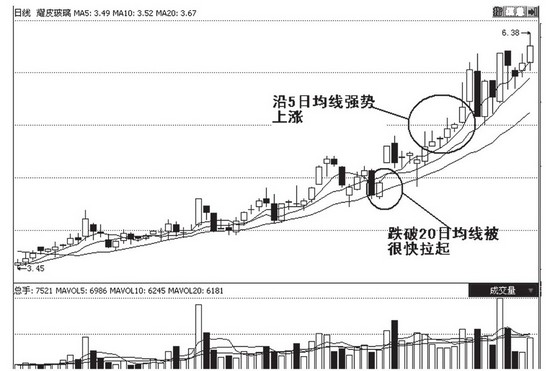 日线 耀皮玻璃 MA5: 3.49 MA10: 3.52 MA20: 3.67
6.38
沿5日均线强势
上涨
跌破20日均线被
很快拉起
3.45
总手: 7521 MAVOL5: 6986 MAVOL10: 6245 MAVOL20: 6181
成交量